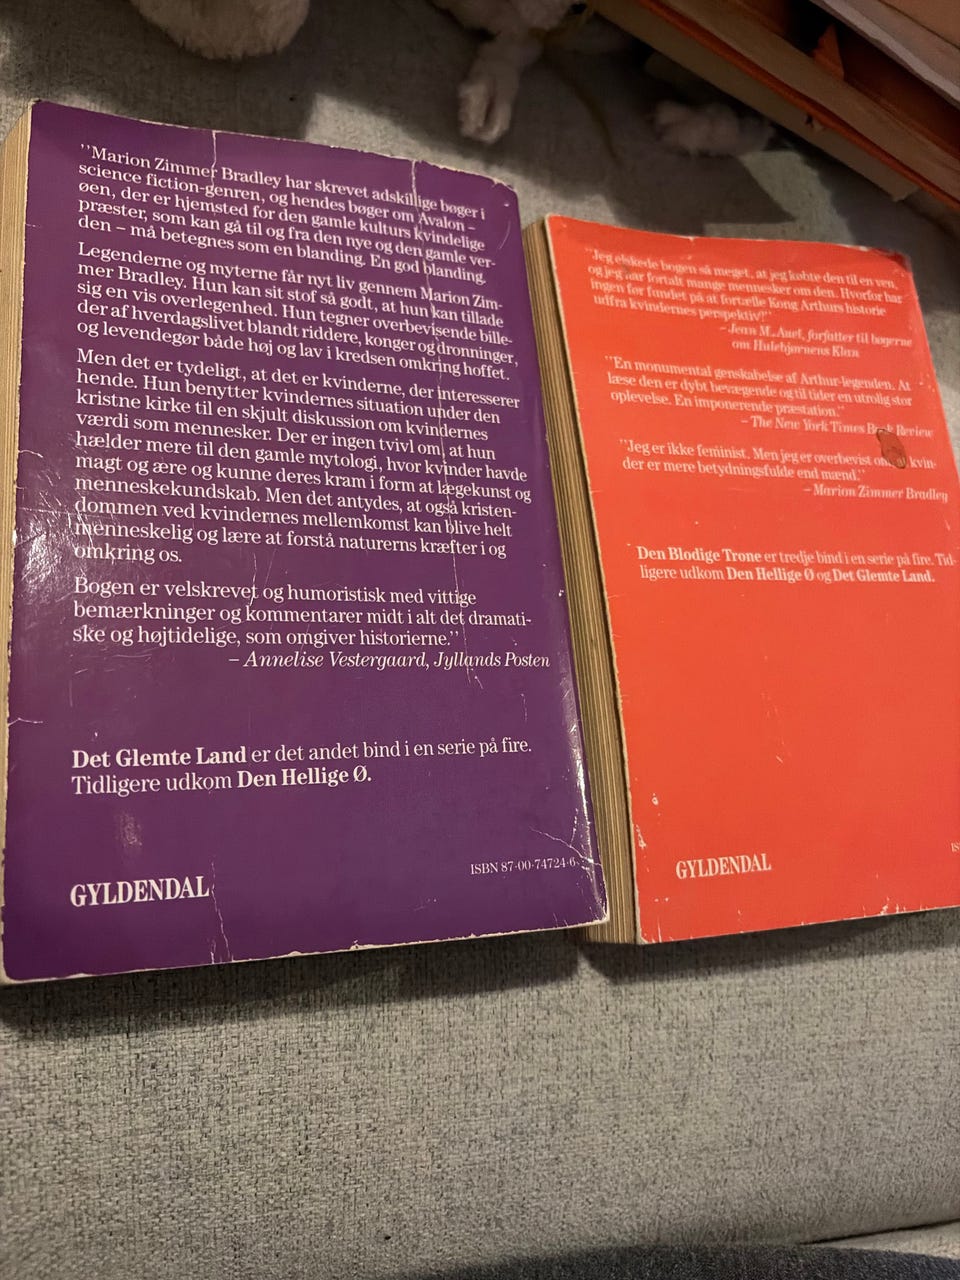 "Marion Zimmer Bradley har skrevet adskillige bøger i
science fiction-genren, og hendes bøger om Avalon –
øen, der er hjemsted for den gamle kulturs kvindelige
præster, som kan gå til og fra den nye og den gamle ver-
den – må betegnes som en blanding. En god blanding.
Legenderne og myterne får nyt liv gennem Marion Zim-
mer Bradley. Hun kan sit stof så godt, at hun kan tillade
sig en vis overlegenhed. Hun tegner overbevisende bille-
der af hverdagslivet blandt riddere, konger og dronninger,
og levendegør både høj og lav i kredsen omkring hoffet.
Men det er tydeligt, at det er kvinderne, der interesserer
hende. Hun benytter kvindernes situation under den
kristne kirke til en skjult diskussion om kvindernes
værdi som mennesker. Der er ingen tvivl om, at hun
hælder mere til den gamle mytologi, hvor kvinder havde
magt og ære og kunne deres kram i form at lægekunst og
menneskekundskab. Men det antydes, at også kristen-
dommen ved kvindernes mellemkomst kan blive helt
menneskelig og lære at forstå naturerns kræfter i og
omkring os.
Bogen er velskrevet og humoristisk med vittige
bemærkninger og kommentarer midt i alt det dramati-
ske og højtidelige, som omgiver historierne."
– Annelise Vestergaard, Jyllands Posten
Det Glemte Land er det andet bind i en serie på fire.
Tidligere udkom Den Hellige Ø.
ISBN 87-00-74724-6
GYLDENDAL
"Jeg elskede bogen så meget, at jeg købte den til en ven,
og jeg har fortalt mange mennesker om den. Hvorfor har
ingen før fundet på at fortælle Kong Arthurs historie
udfra kvindernes perspektiv?"
– Jean M. Auel, forfatter til bøgerne
om Hulebjørnens Klan
"En monumental genskabelse af Arthur-legenden. At
læse den er dybt bevægende og til tider en utrolig stor
oplevelse. En imponerende præstation."
– The New York Times Book Review
"Jeg er ikke feminist. Men jeg er overbevist om kvin-
der er mere betydningsfulde end mænd."
– Marion Zimmer Bradley
Den Blodige Trone er tredje bind i en serie på fire. Tid-
ligere udkom Den Hellige Ø og Det Glemte Land.
GYLDENDAL